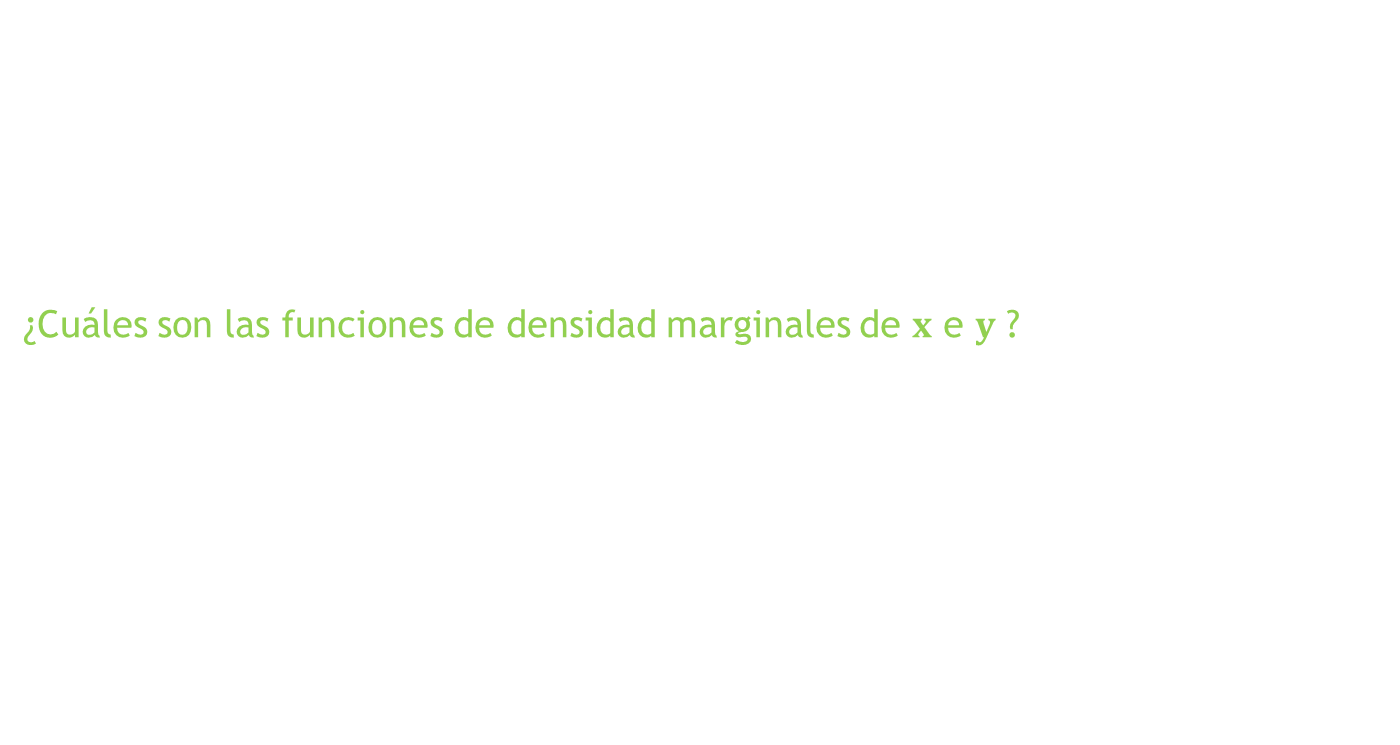 ¿Cuáles son las funciones de densidad marginales de x e y ?